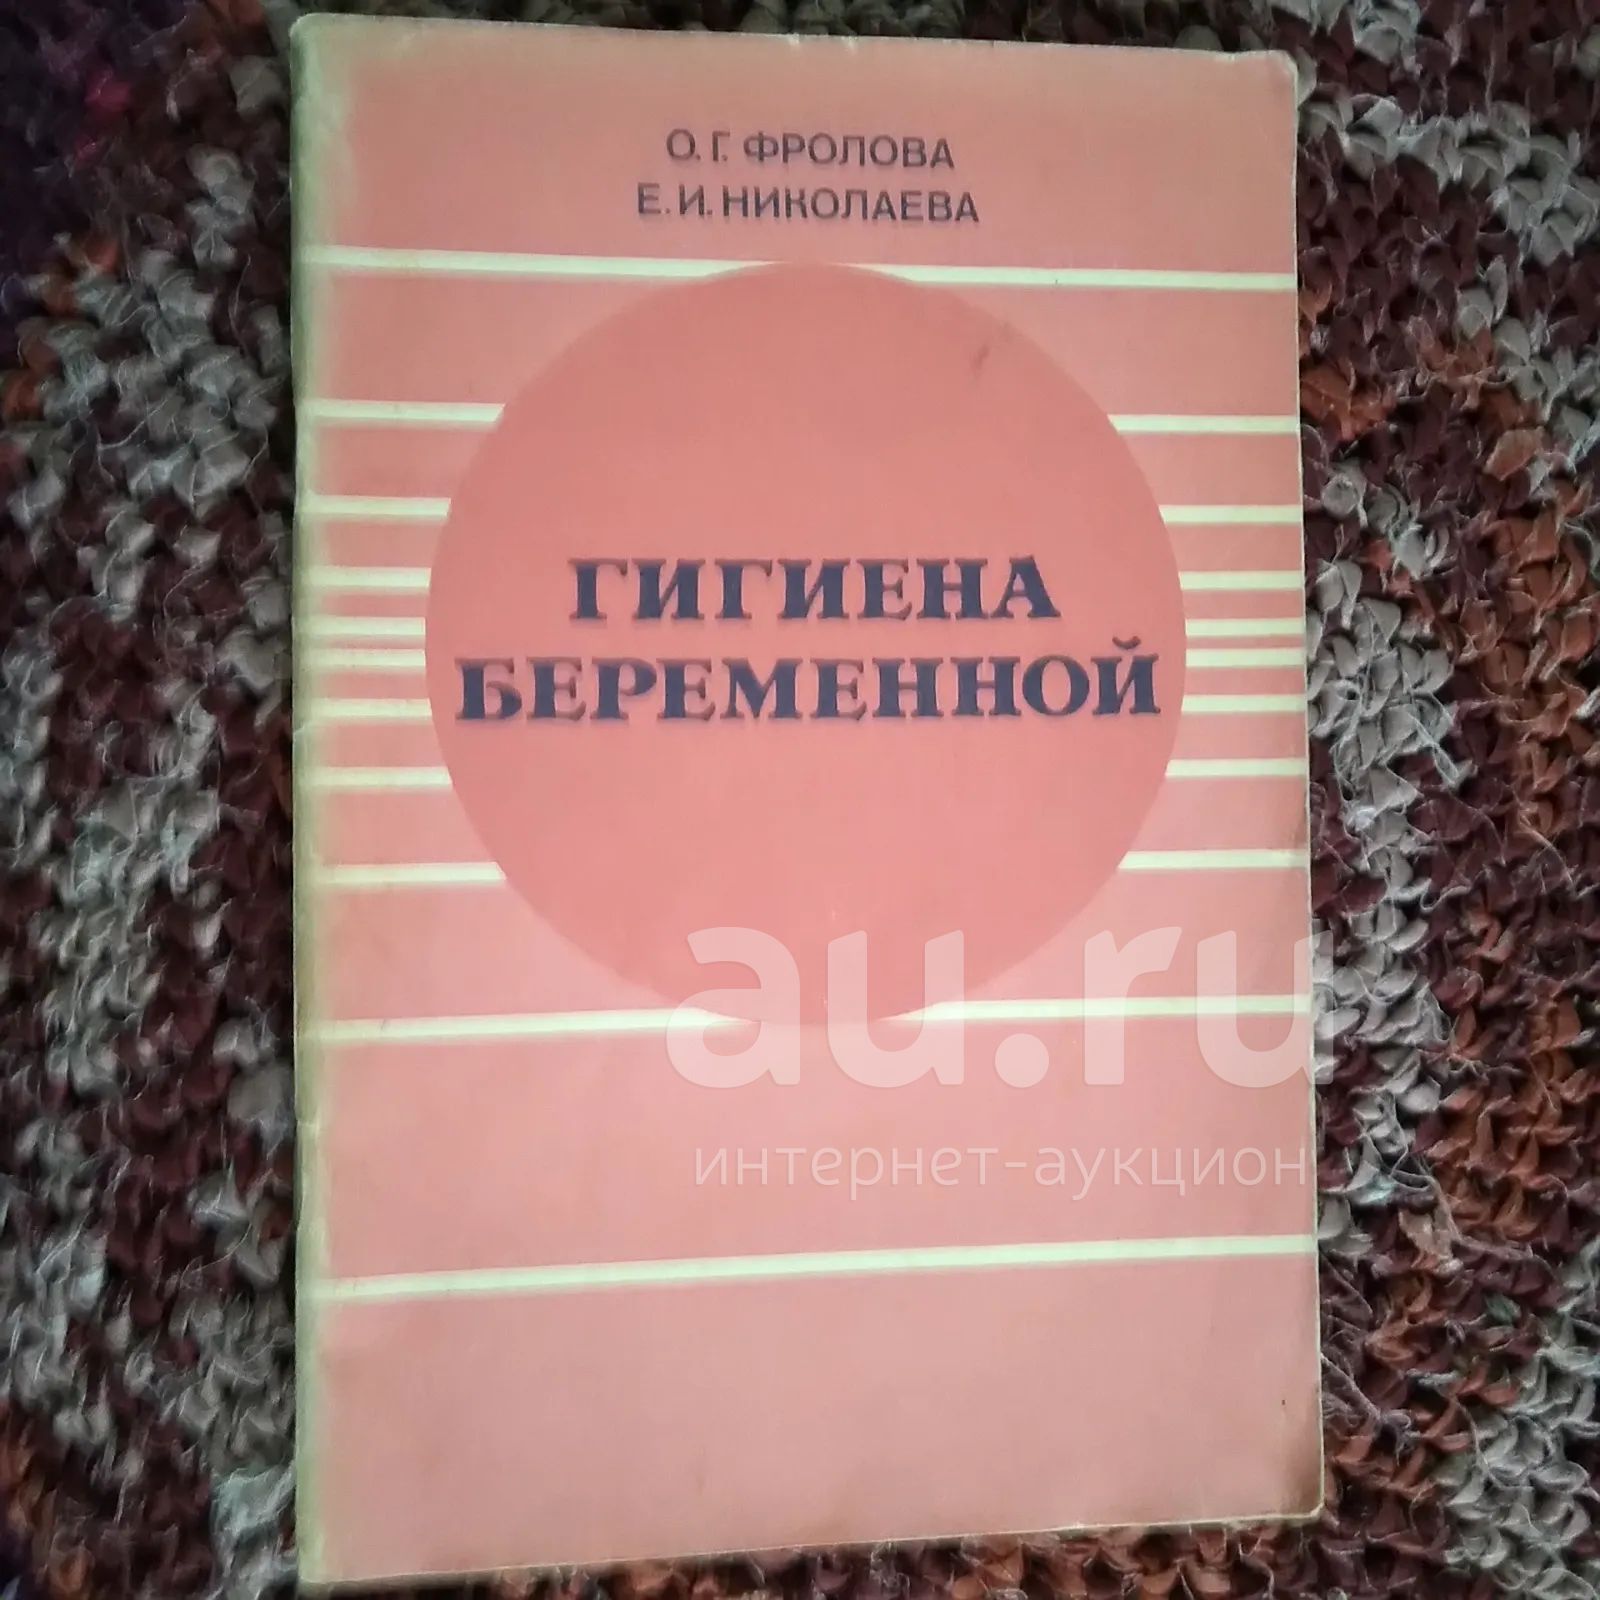 О. Г. ФРОЛОВА
Е. И. НИКОЛАЕВА
ГИГИЕНА
БЕРЕМЕННОЙ
au.ru
интернет-аукцион